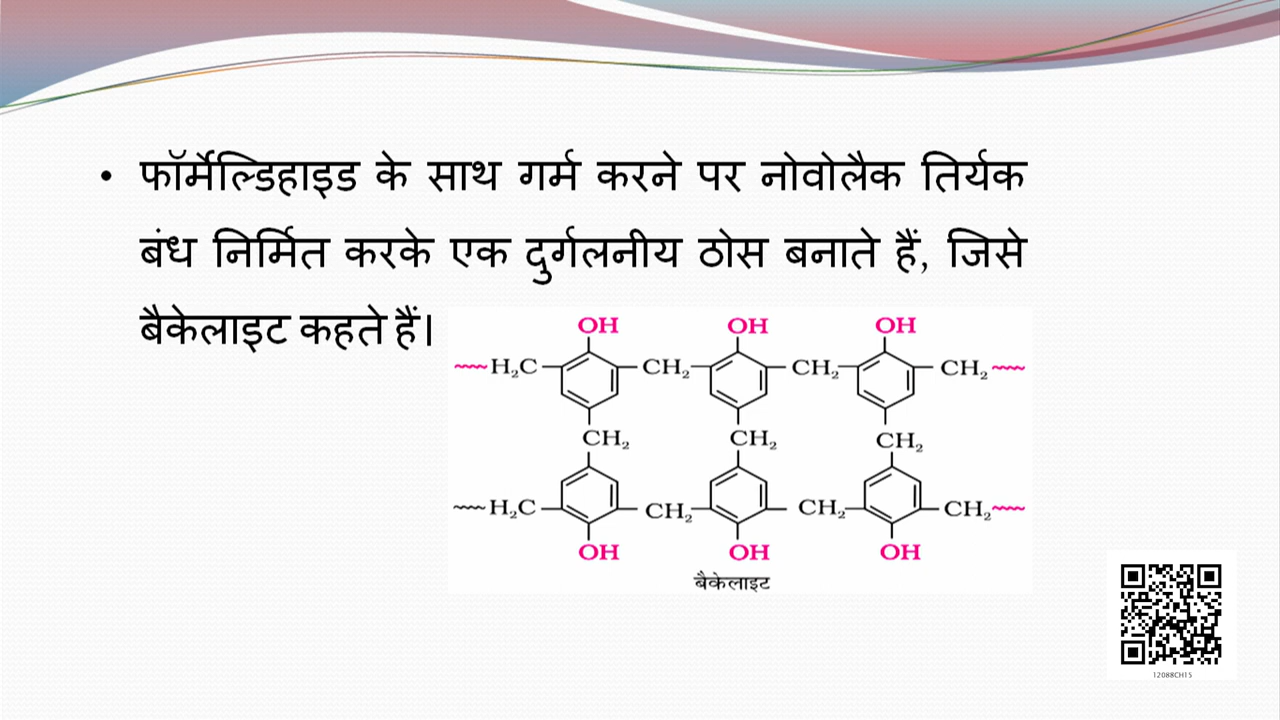 • फॉर्मेल्डिहाइड के साथ गर्म करने पर नोवोलैक तिर्यक
बंध निर्मित करके एक दुर्गलनीय ठोस बनाते हैं, जिसे
बैकेलाइट कहते हैं।
OH OH OH
H₂C CH₂ CH₂ CH₂
CH₂ CH₂ CH₂
H₂C CH₂ CH₂ CH₂
OH OH OH
बैकेलाइट
12088CH15